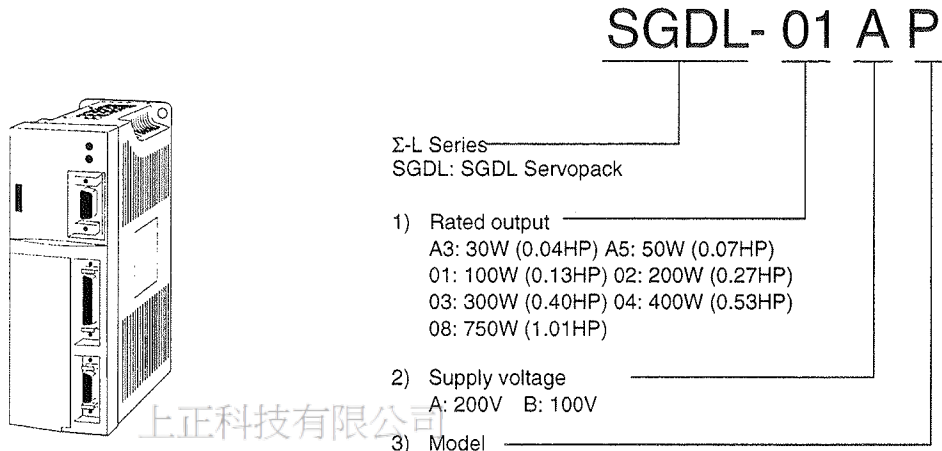 SGDL- 01 A P
Σ-L Series
SGDL: SGDL Servopack
1) Rated output
A3: 30W (0.04HP) A5: 50W (0.07HP)
01: 100W (0.13HP) 02: 200W (0.27HP)
03: 300W (0.40HP) 04: 400W (0.53HP)
08: 750W (1.01HP)
2) Supply voltage
A: 200V B: 100V
上正科技有限公司
3) Model